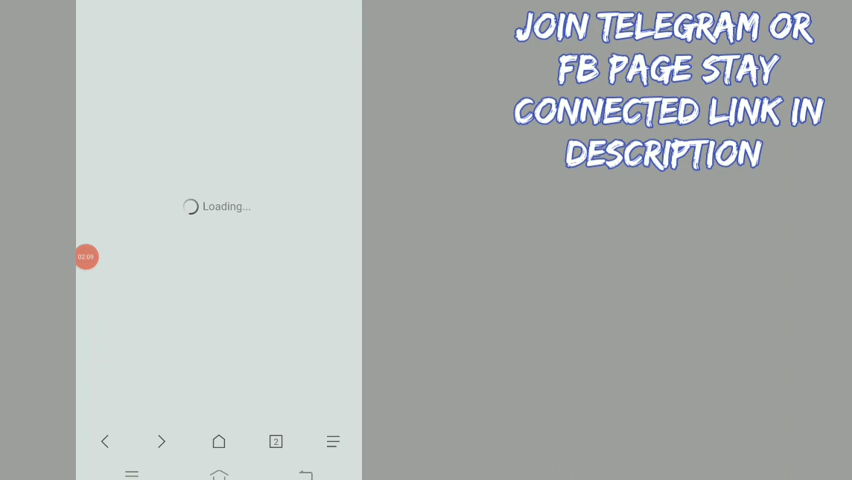 JOIN TELEGRAM OR
FB PAGE STAY
CONNECTED LINK IN
DESCRIPTION
Loading...
02:09
2